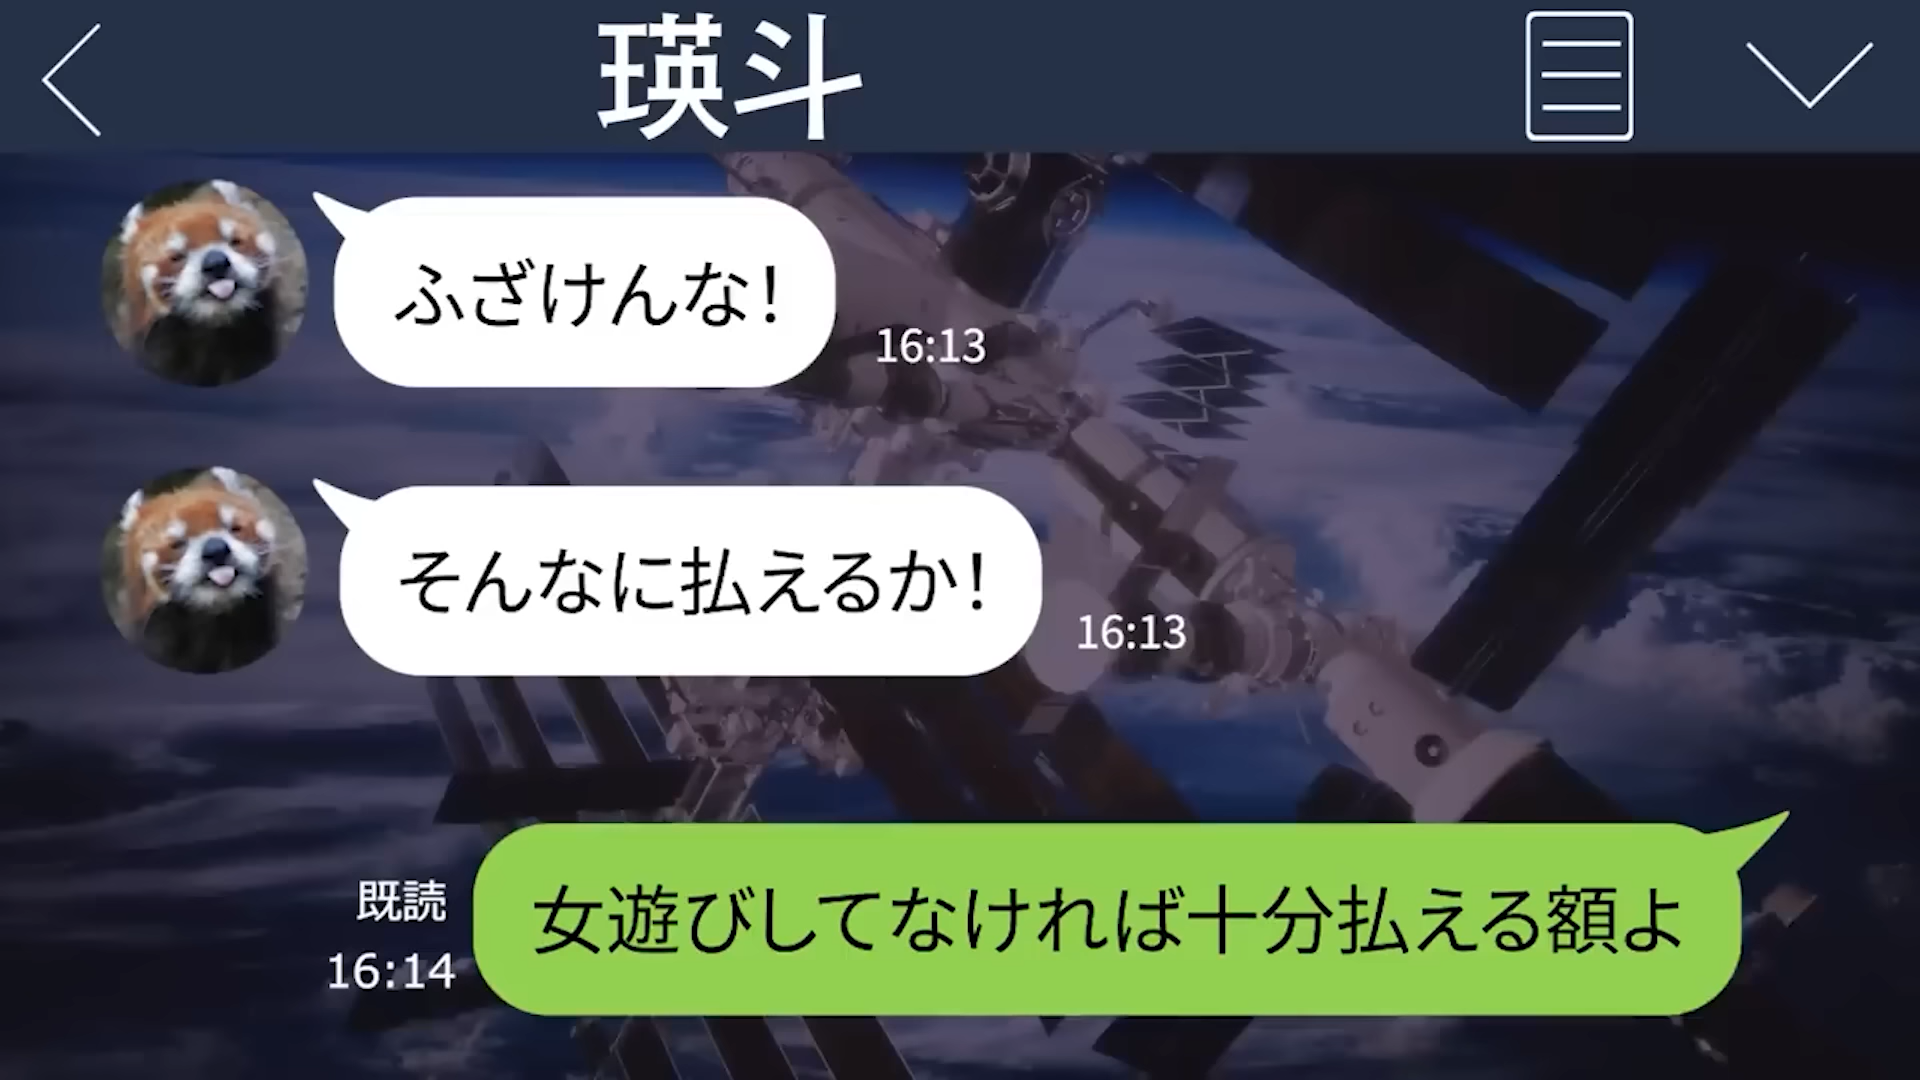 瑛斗
ふざけんな!
16:13
そんなに払えるか!
16:13
既読
16:14
女遊びしてなければ十分払える額よ